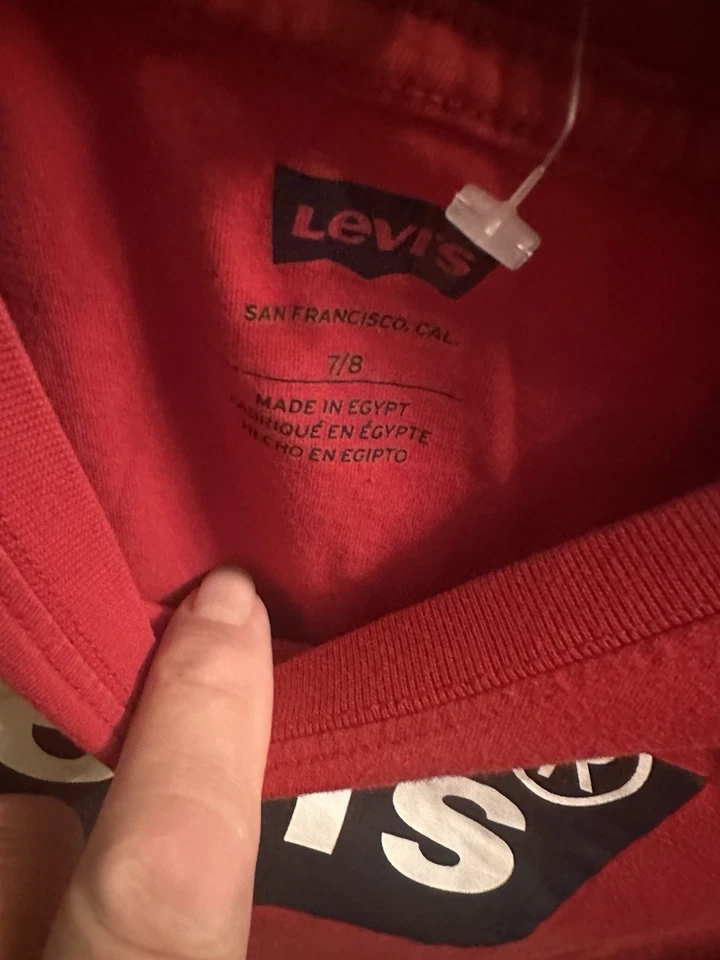 Levi's
SAN FRANCISCO, CAL.
7/8
MADE IN EGYPT
FABRIQUÉ EN ÉGYPTE
HECHO EN EGIPTO
IS
®